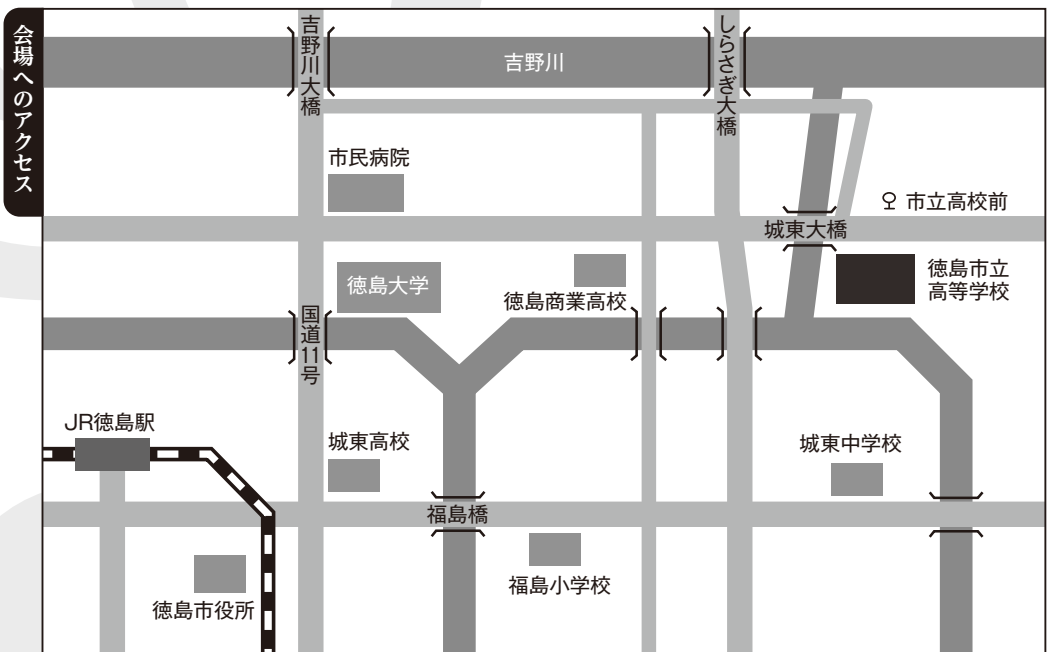 会場へのアクセス
吉野川大橋
吉野川
しらさぎ大橋
市民病院
市立高校前
城東大橋
徳島大学
徳島商業高校
徳島市立
高等学校
国道11号
JR徳島駅
城東高校
城東中学校
福島橋
福島小学校
徳島市役所